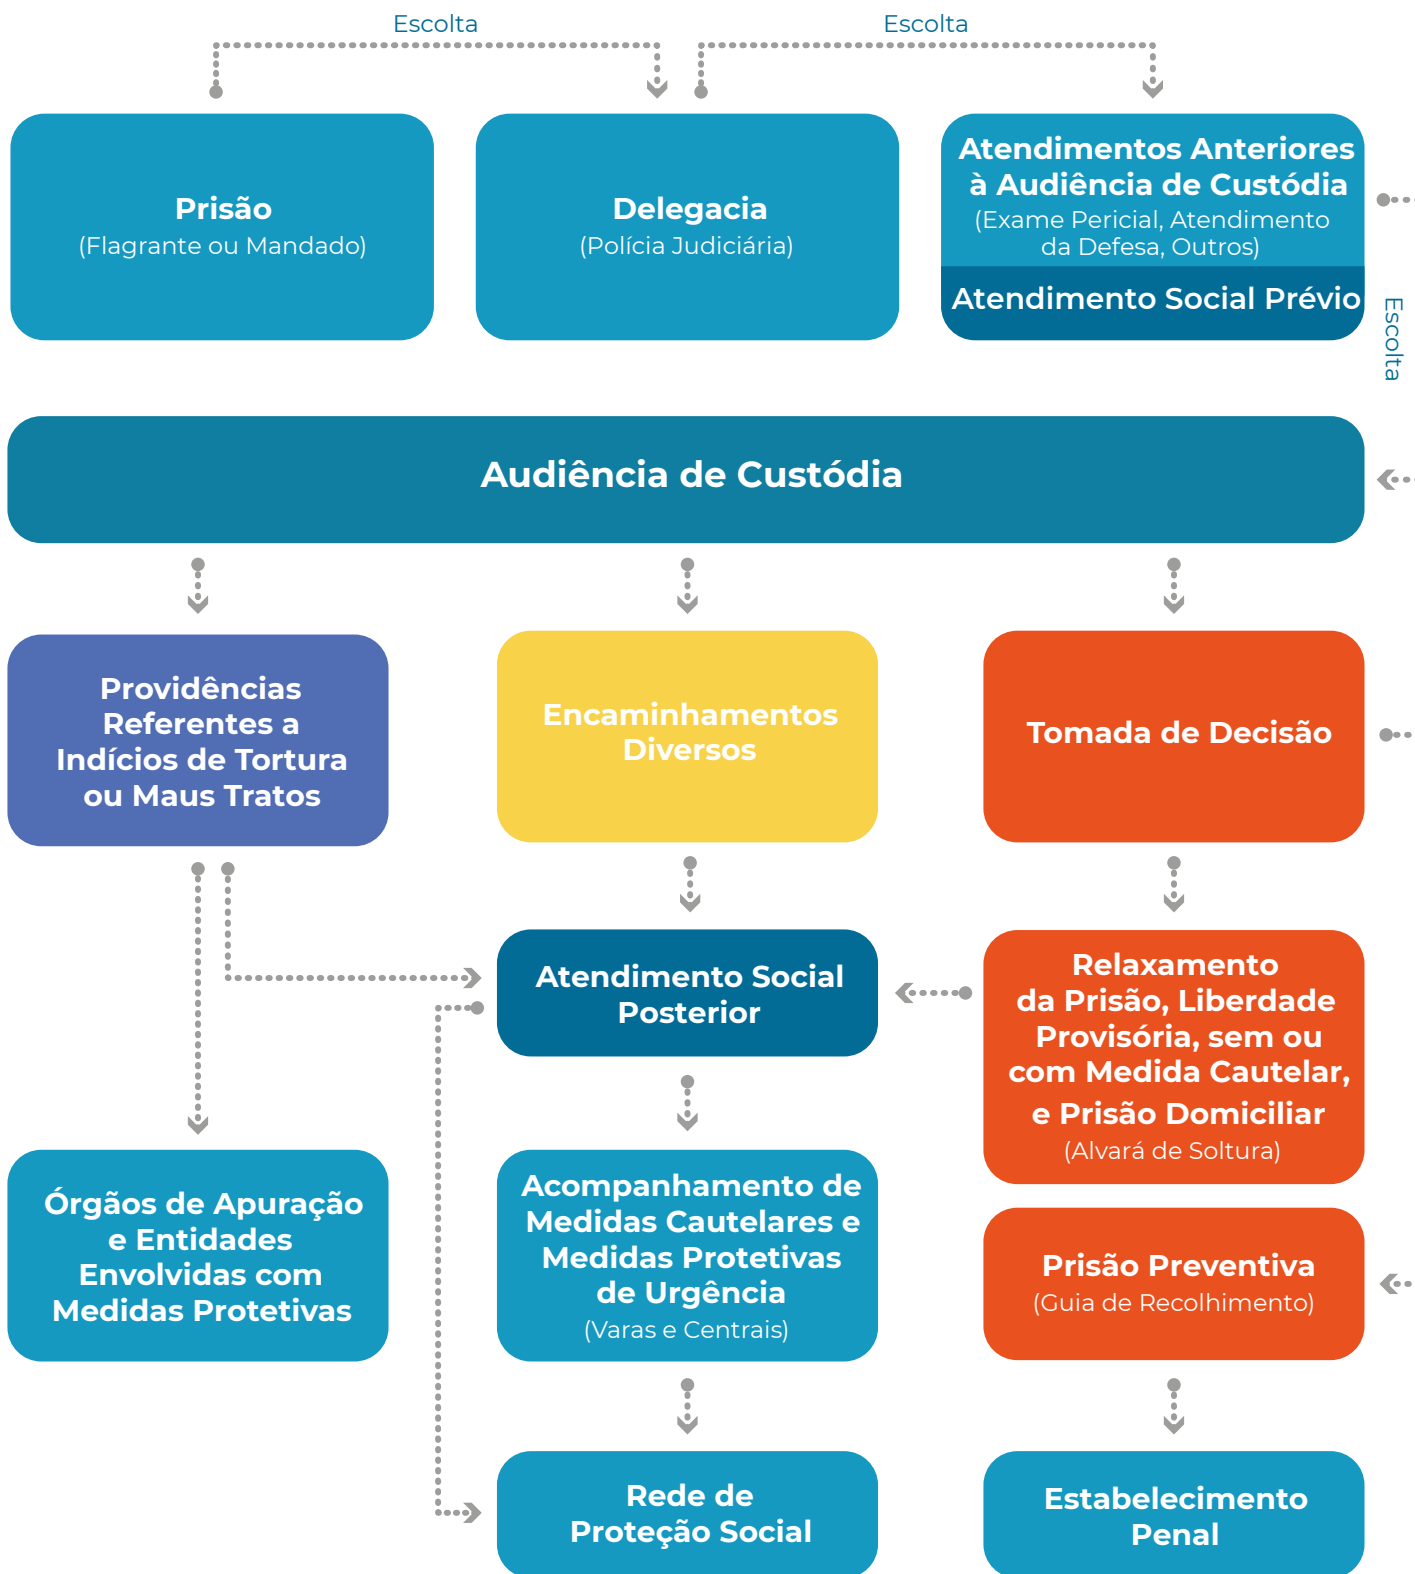 Escolta
Escolta
Prisão
(Flagrante ou Mandado)
Delegacia
(Polícia Judiciária)
Atendimentos Anteriores
à Audiência de Custódia
(Exame Pericial, Atendimento
da Defesa, Outros)
Atendimento Social Prévio
Escolta
Audiência de Custódia
Providências
Referentes a
Indícios de Tortura
ou Maus Tratos
Encaminhamentos
Diversos
Tomada de Decisão
Atendimento Social
Posterior
Relaxamento
da Prisão, Liberdade
Provisória, sem ou
com Medida Cautelar,
e Prisão Domiciliar
(Alvará de Soltura)
Órgãos de Apuração
e Entidades
Envolvidas com
Medidas Protetivas
Acompanhamento de
Medidas Cautelares e
Medidas Protetivas
de Urgência
(Varas e Centrais)
Prisão Preventiva
(Guia de Recolhimento)
Rede de
Proteção Social
Estabelecimento
Penal